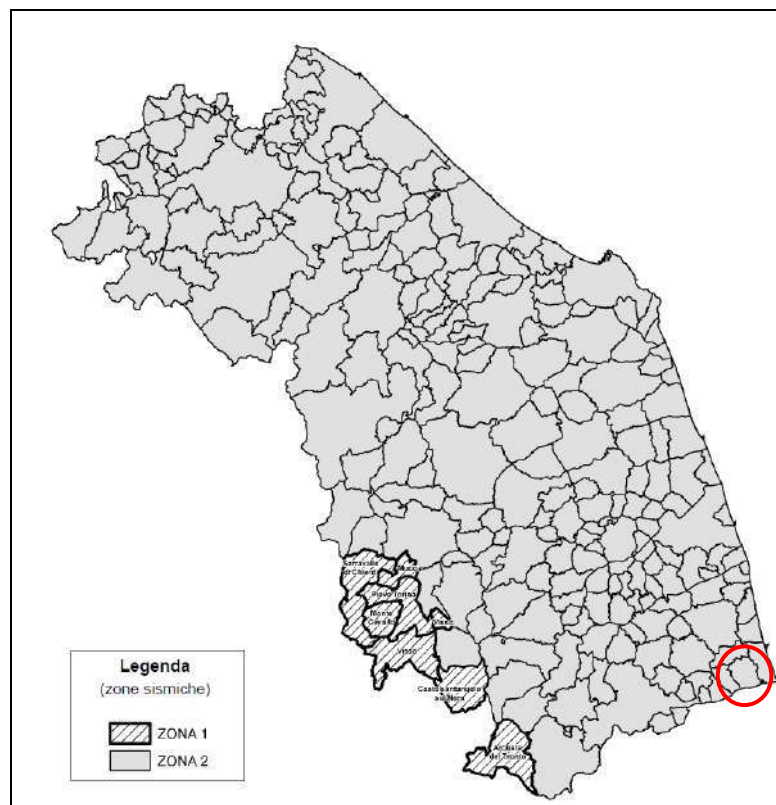 Serravalle
di Chienti
Muccia
Pieve Torina
Monte
Cavallo
Visso
Castelsantangelo
sul Nera
Arquata
del Tronto
Legenda
(zone sismiche)
ZONA 1
ZONA 2